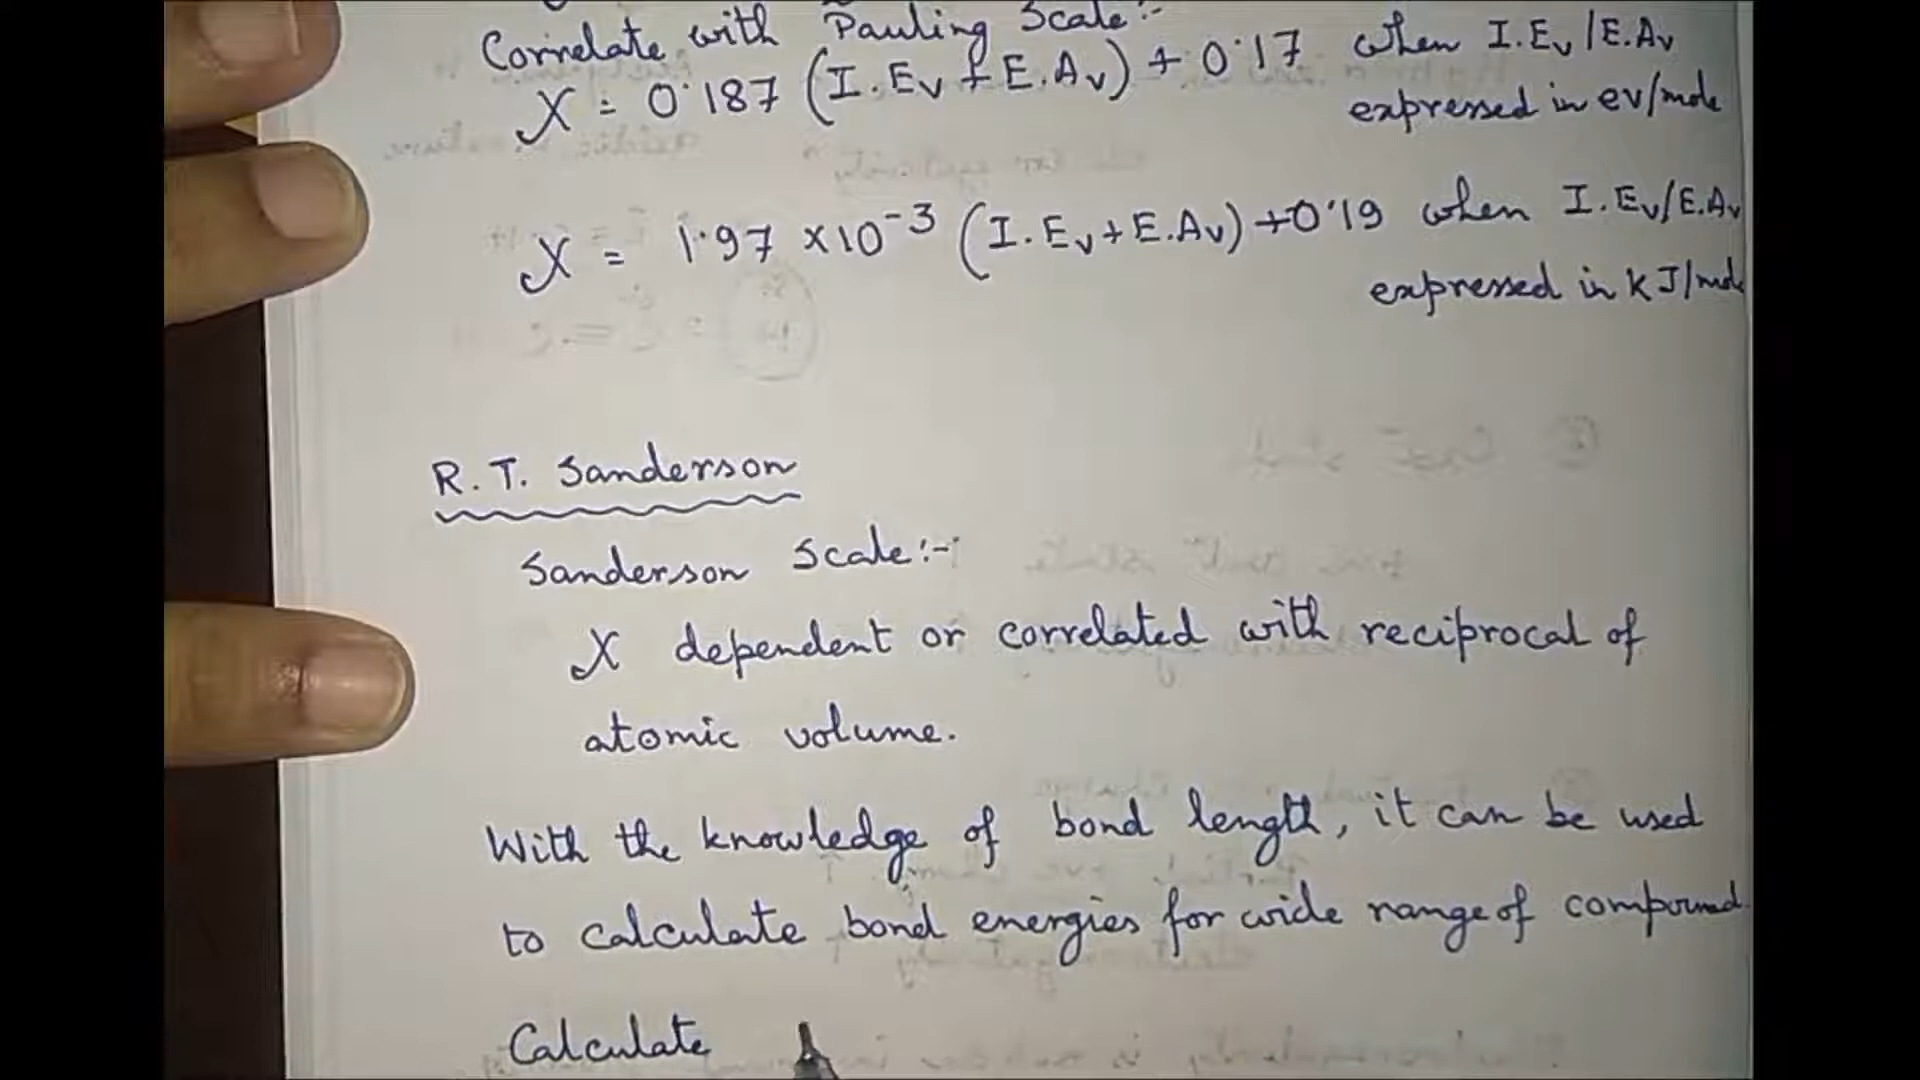 Correlate with Pauling Scale:-
X = 0.187 (I.Ev + E.Av) + 0.17 when I.Ev/E.Av
expressed in ev/mole
X = 1.97 x10-3 (I.Ev + E.Av) + 0.19 when I.Ev/E.Av
expressed in kJ/mole
R.T. Sanderson
Sanderson Scale:-
X dependent or correlated with reciprocal of
atomic volume.
With the knowledge of bond length, it can be used
to calculate bond energies for wide range of compound.
Calculate